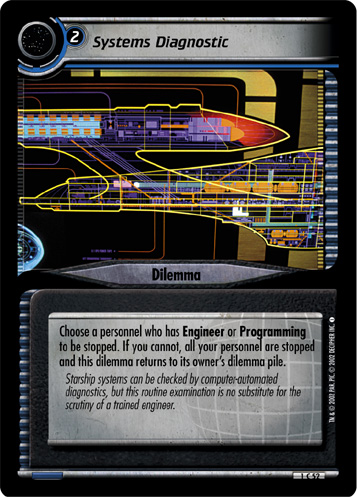 2
Systems Diagnostic
Dilemma
Choose a personnel who has Engineer or Programming
to be stopped. If you cannot, all your personnel are stopped
and this dilemma returns to its owner's dilemma pile.
Starship systems can be checked by computer-automated
diagnostics, but this routine examination is no substitute for the
scrutiny of a trained engineer.
TM & © 2002 PAR. PIC. © 2002 DECIPHER INC.
1 C 52